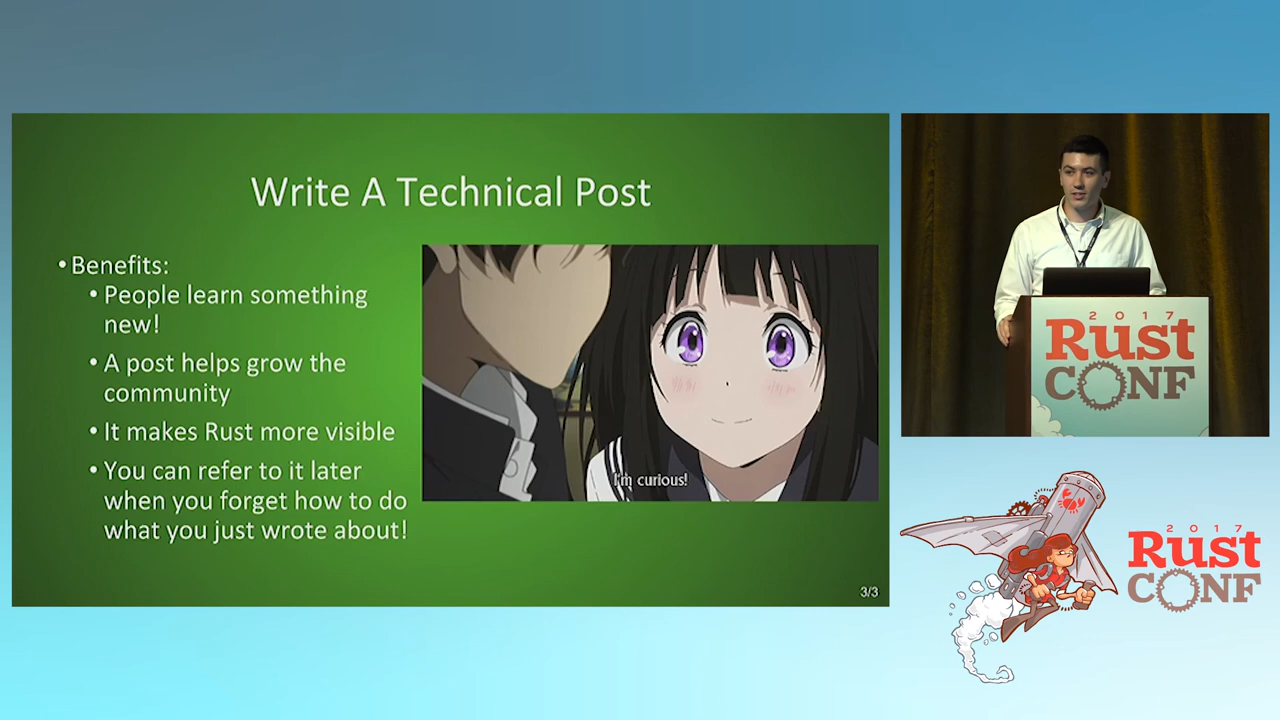 Write A Technical Post
• Benefits:
• People learn something
new!
• A post helps grow the
community
• It makes Rust more visible
• You can refer to it later
when you forget how to do
what you just wrote about!
I'm curious!
3/3
2017
Rust
CONF
2017
Rust
CONF